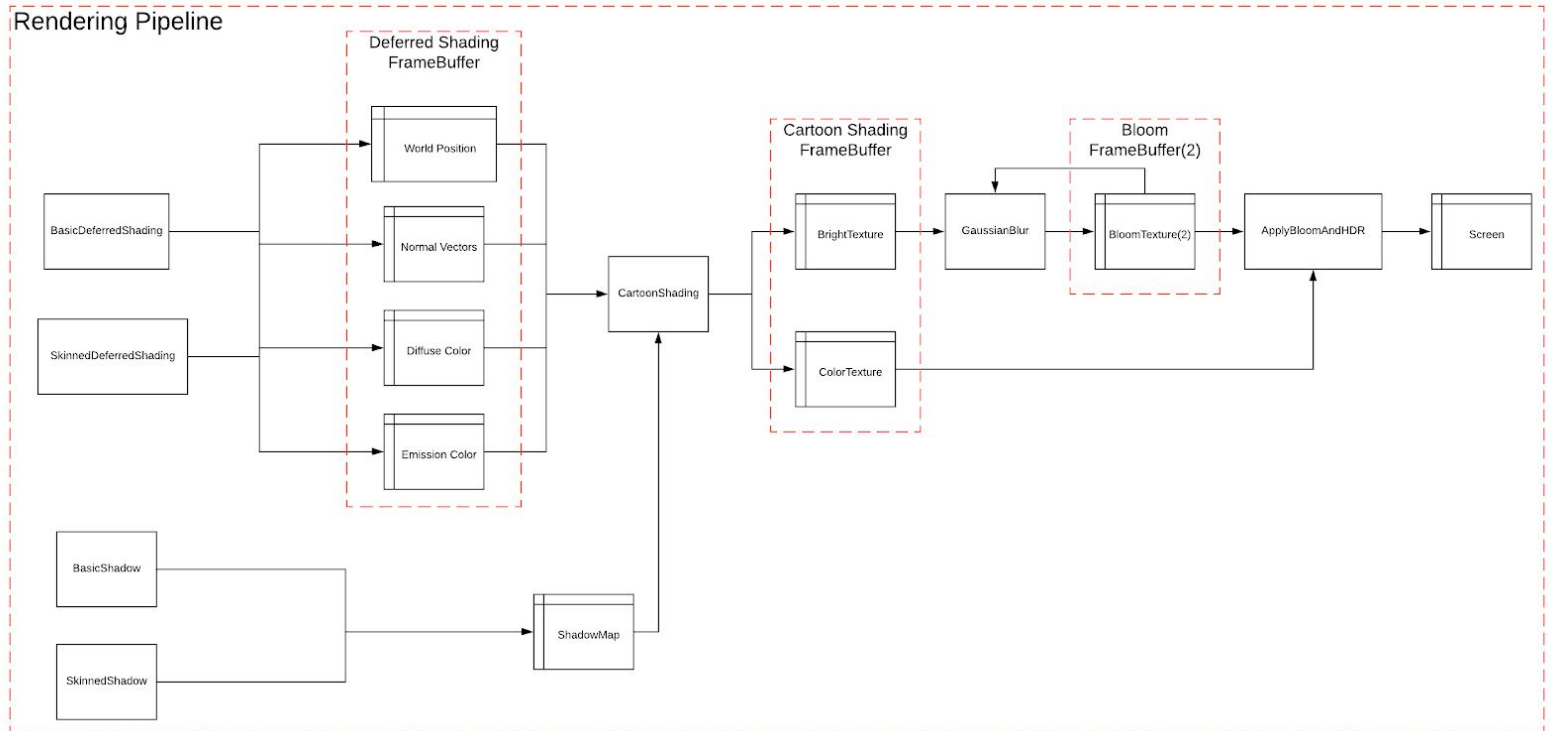 Rendering Pipeline
Deferred Shading
FrameBuffer
World Position
Normal Vectors
Diffuse Color
Emission Color
BasicDeferredShading
SkinnedDeferredShading
BasicShadow
SkinnedShadow
ShadowMap
CartoonShading
Cartoon Shading
FrameBuffer
BrightTexture
ColorTexture
GaussianBlur
Bloom
FrameBuffer(2)
BloomTexture(2)
ApplyBloomAndHDR
Screen